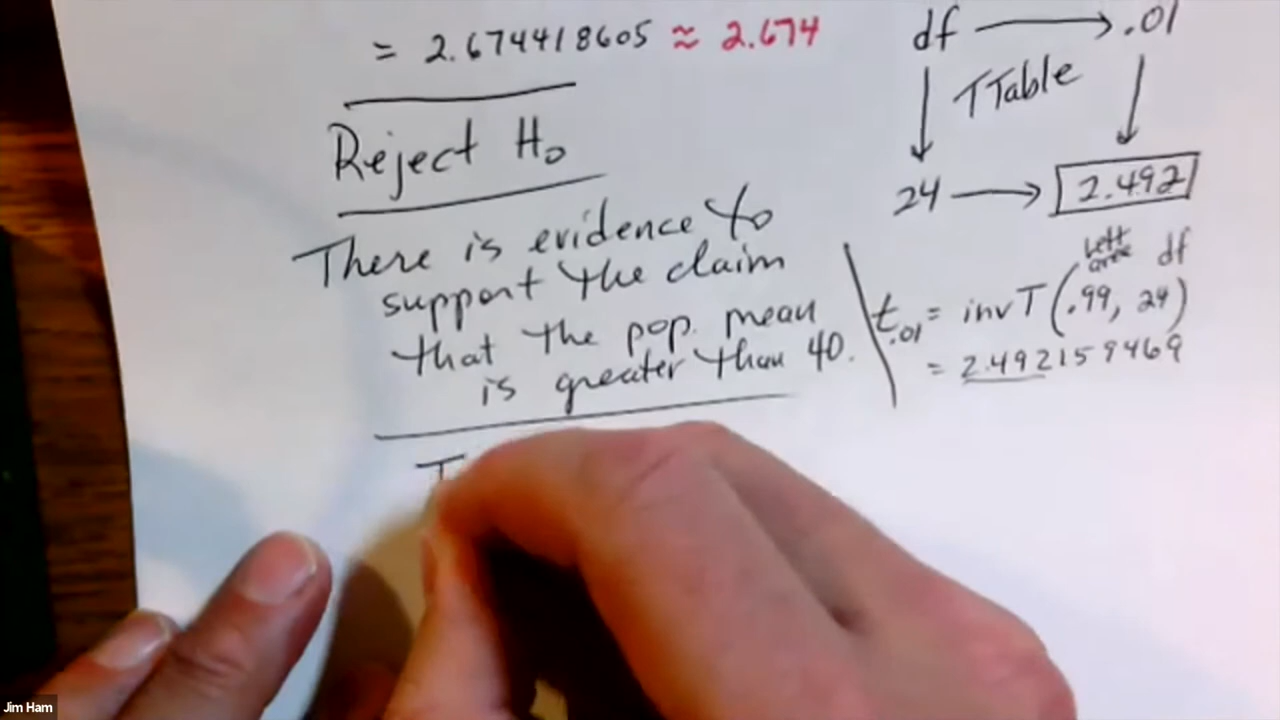 = 2.674418605 ≈ 2.674
Reject H₀
There is evidence to
support the claim
that the pop. mean
is greater than 40.
T
df → .01
T Table
24 → 2.492
Left area df
t.01 = invT(.99, 24)
= 2.492159469
Jim Ham